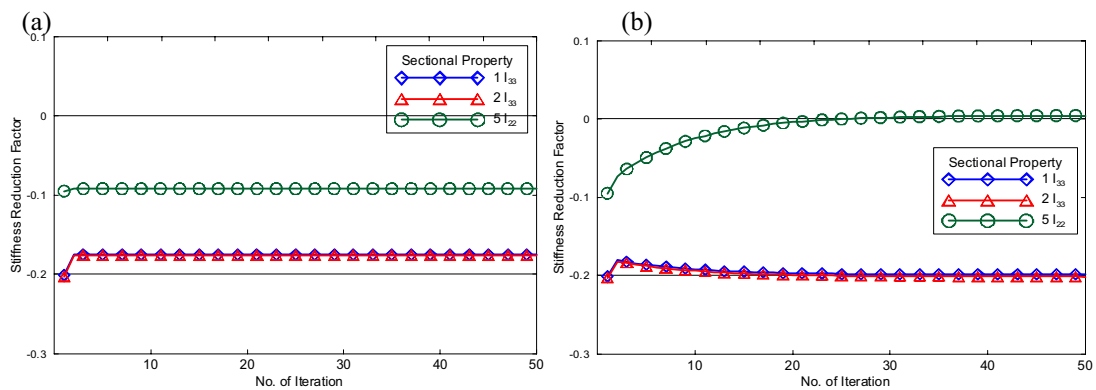 (a)
0.1
0
-0.1
-0.2
-0.3
Stiffness Reduction Factor
Sectional Property
1 I33
2 I33
5 I22
10
20
30
40
50
No. of Iteration
(b)
0.1
0
-0.1
-0.2
-0.3
Stiffness Reduction Factor
Sectional Property
1 I33
2 I33
5 I22
10
20
30
40
50
No. of Iteration